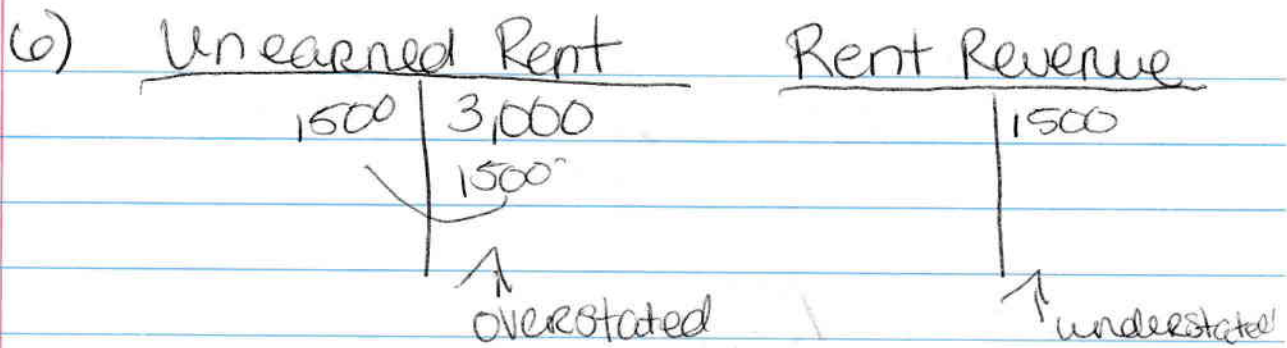 6) Unearned Rent Rent Revenue
1500 3,000 1500
1500
overstated understated